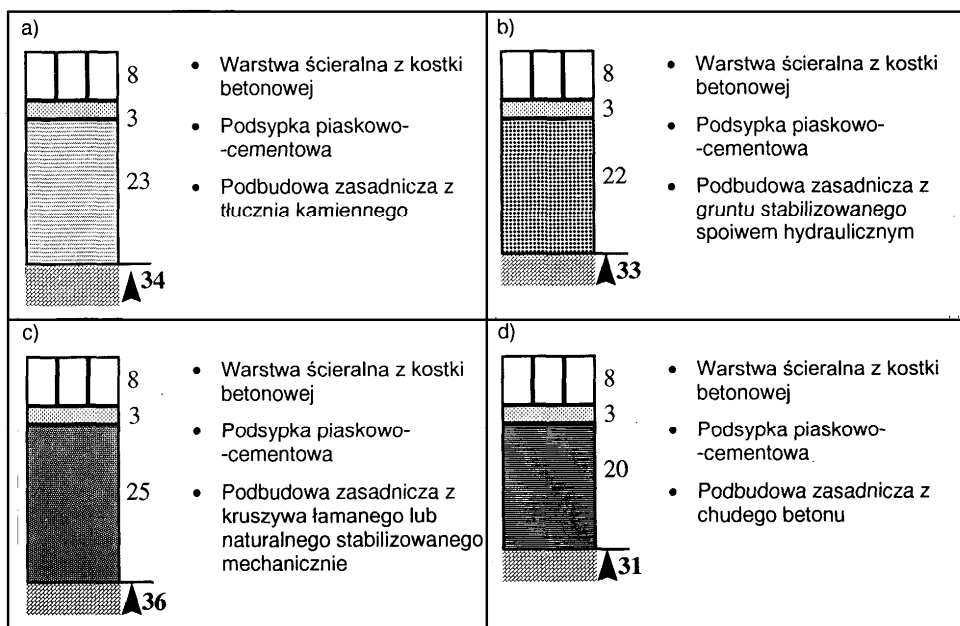 a)
8
3
23
34
• Warstwa ścieralna z kostki
betonowej
• Podsypka piaskowo-
-cementowa
• Podbudowa zasadnicza z
tłucznia kamiennego
b)
8
3
22
33
• Warstwa ścieralna z kostki
betonowej
• Podsypka piaskowo-
-cementowa
• Podbudowa zasadnicza z
gruntu stabilizowanego
spoiwem hydraulicznym
c)
8
3
25
36
• Warstwa ścieralna z kostki
betonowej
• Podsypka piaskowo-
-cementowa
• Podbudowa zasadnicza z
kruszywa łamanego lub
naturalnego stabilizowanego
mechanicznie
d)
8
3
20
31
• Warstwa ścieralna z kostki
betonowej
• Podsypka piaskowo-
-cementowa
• Podbudowa zasadnicza z
chudego betonu